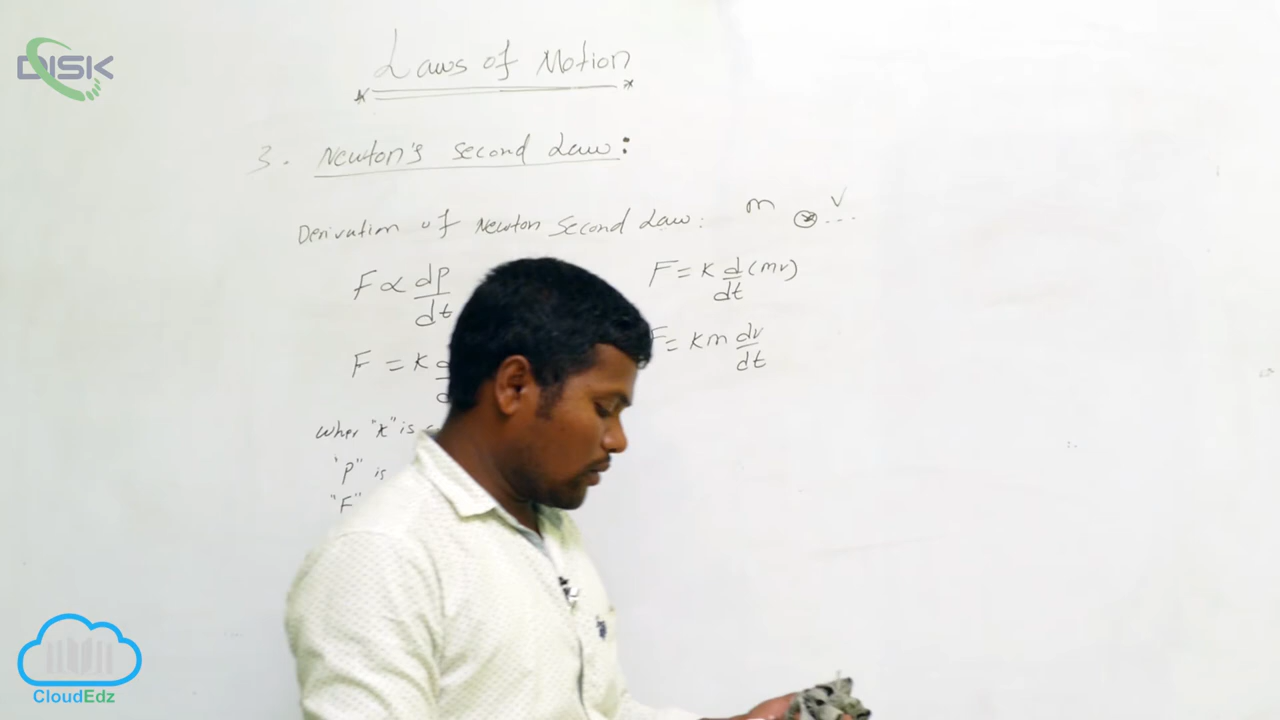 DISK
Laws of Motion
3. Newton's Second Law:
Derivation of Newton Second Law: m v
F ∝ dp/dt
F = K
Wher "K" is
"P" is
"F"
F = K d/dt (mv)
F = Km dv/dt
CloudEdz